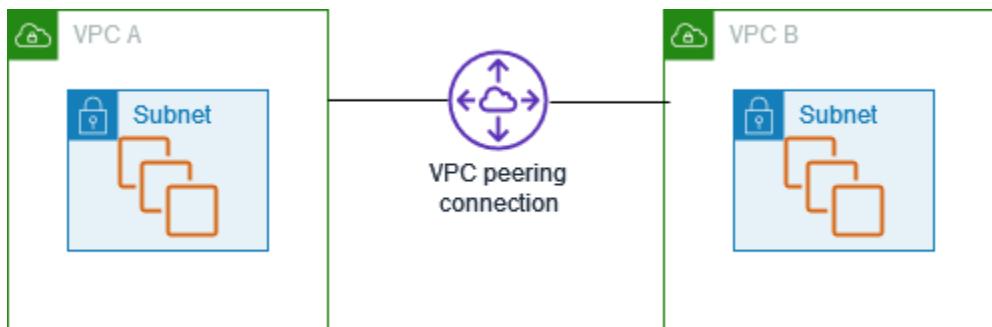 VPC A
VPC B
Subnet
Subnet
VPC peering
connection